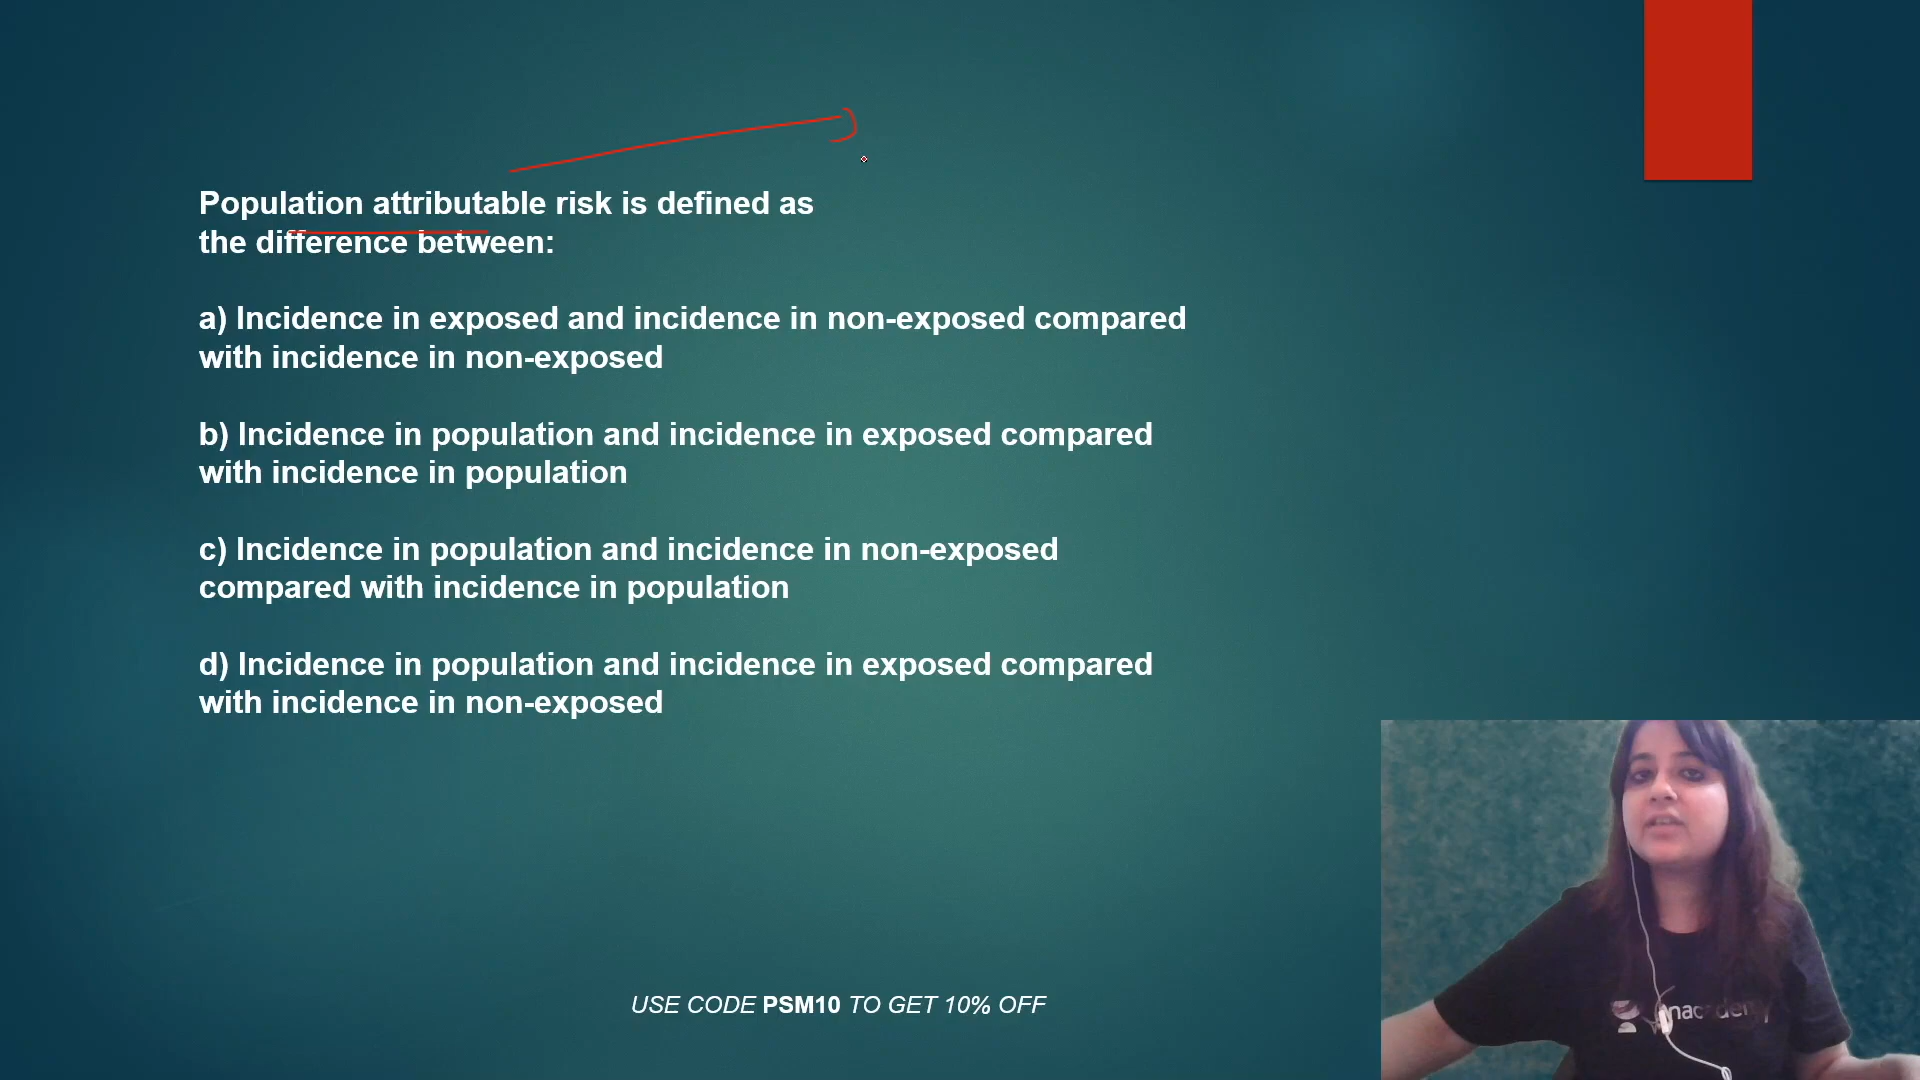 Population attributable risk is defined as
the difference between:
a) Incidence in exposed and incidence in non-exposed compared
with incidence in non-exposed
b) Incidence in population and incidence in exposed compared
with incidence in population
c) Incidence in population and incidence in non-exposed
compared with incidence in population
d) Incidence in population and incidence in exposed compared
with incidence in non-exposed
USE CODE PSM10 TO GET 10% OFF